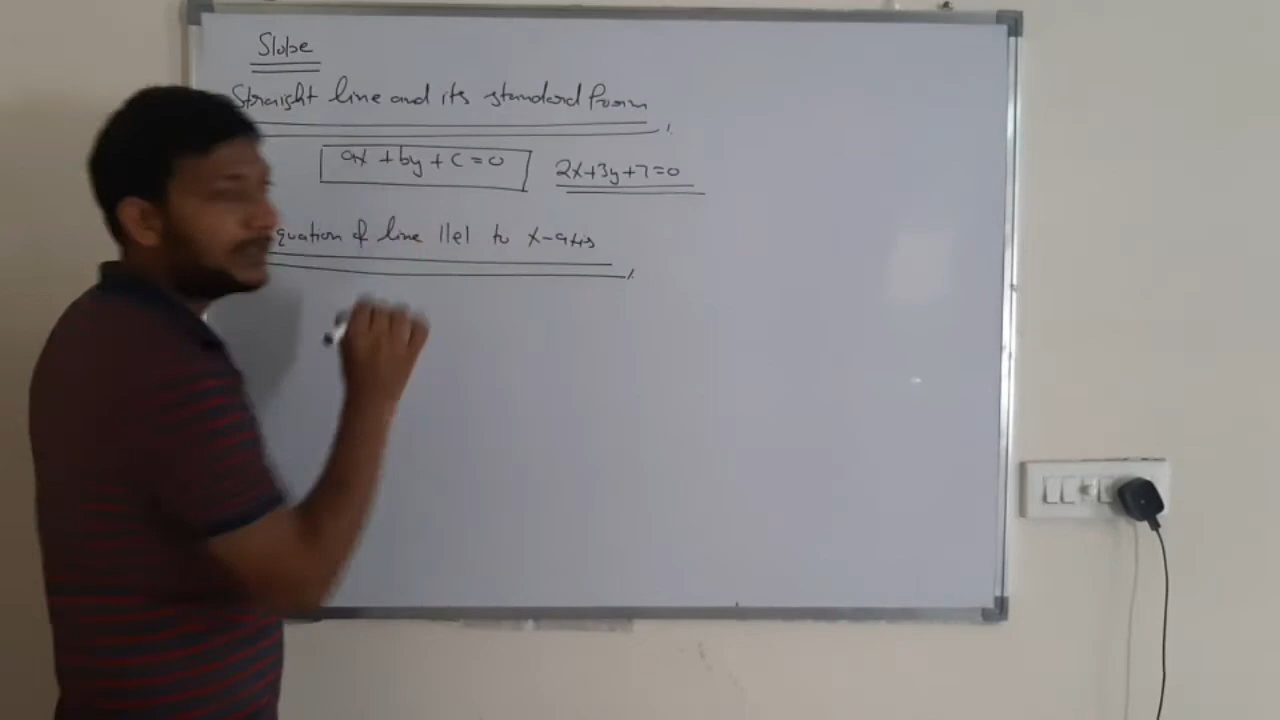 Slope
Straight line and its standard form
ax + by + c = 0 2x+3y+7=0
quation of line ||el to x-axis